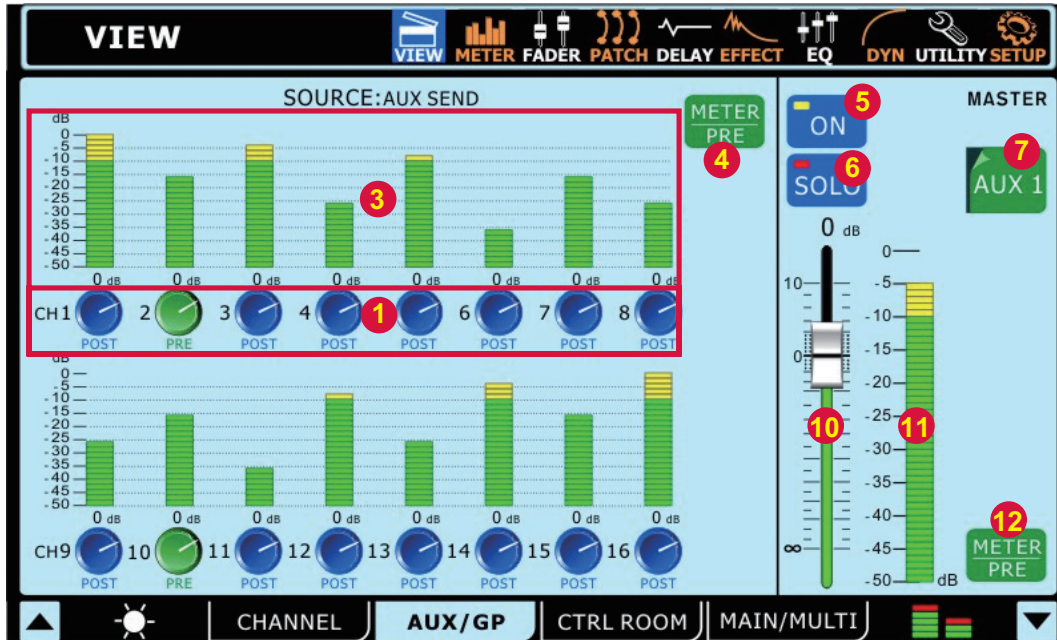 VIEW
VIEW METER FADER PATCH DELAY EFFECT EQ DYN UTILITY SETUP
SOURCE:AUX SEND
dB
0
-5
-10
-15
-20
-25
-30
-35
-40
-45
-50
0 dB 0 dB 0 dB 0 dB 0 dB 0 dB 0 dB 0 dB
3
CH1 2 3 4 1 6 7 8
POST PRE POST POST POST POST POST POST
dB
0
-5
-10
-15
-20
-25
-30
-35
-40
-45
-50
0 dB 0 dB 0 dB 0 dB 0 dB 0 dB 0 dB 0 dB
CH9 10 11 12 13 14 15 16
POST PRE POST POST POST POST POST POST
METER
PRE
4
ON
5
SOLO
6
MASTER
7
AUX 1
0 dB
10
0
∞
10
0
-5
-10
-15
-20
-25
-30
-35
-40
-45
-50 dB
11
12
METER
PRE
CHANNEL AUX/GP CTRL ROOM MAIN/MULTI